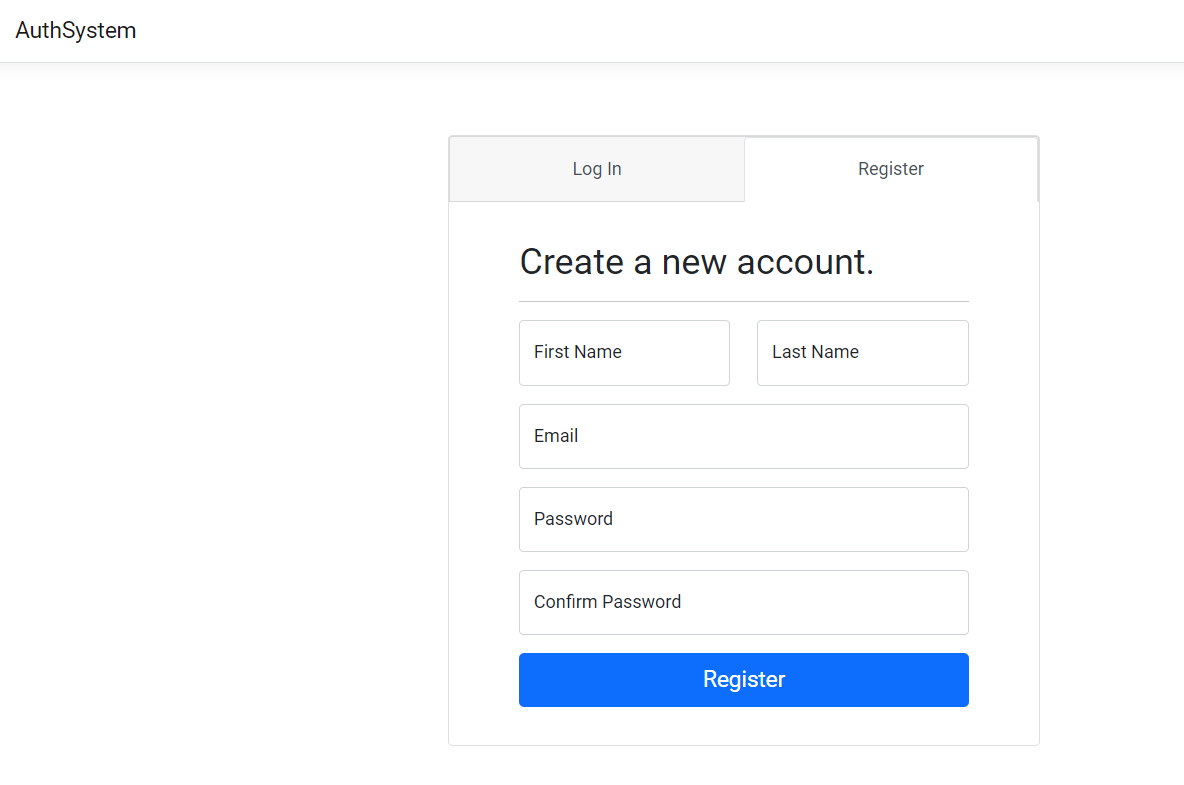 AuthSystem
Log In Register
Create a new account.
First Name Last Name
Email
Password
Confirm Password
Register